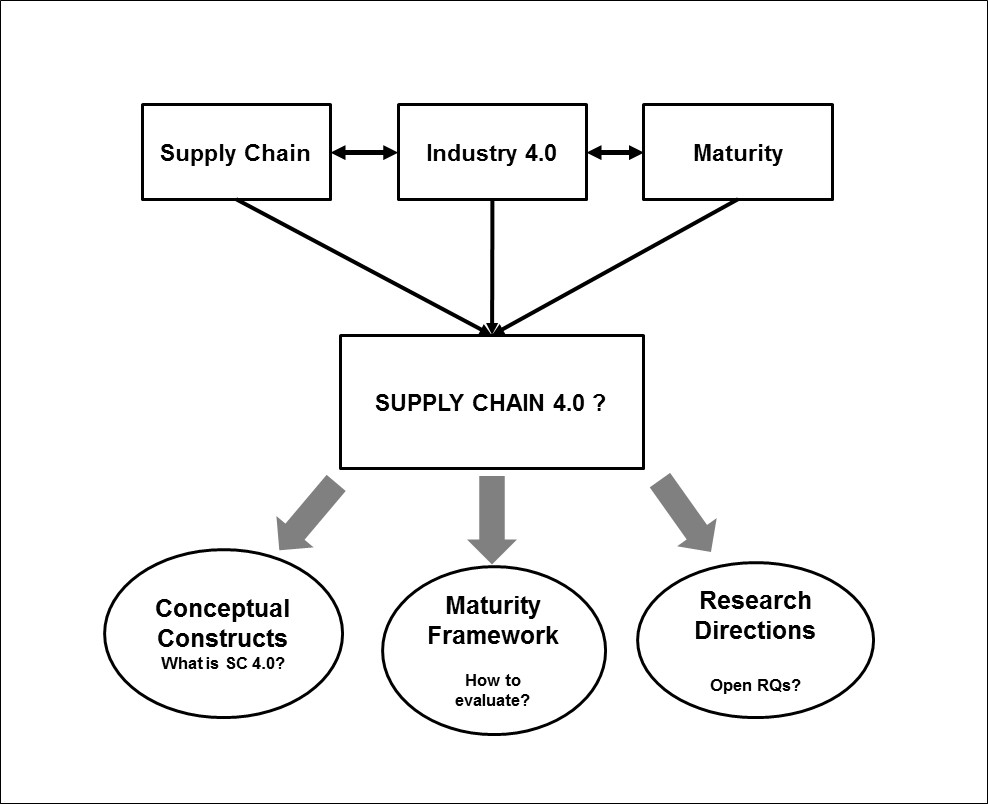 Supply Chain
Industry 4.0
Maturity
SUPPLY CHAIN 4.0 ?
Conceptual
Constructs
What is SC 4.0?
Maturity
Framework
How to
evaluate?
Research
Directions
Open RQs?